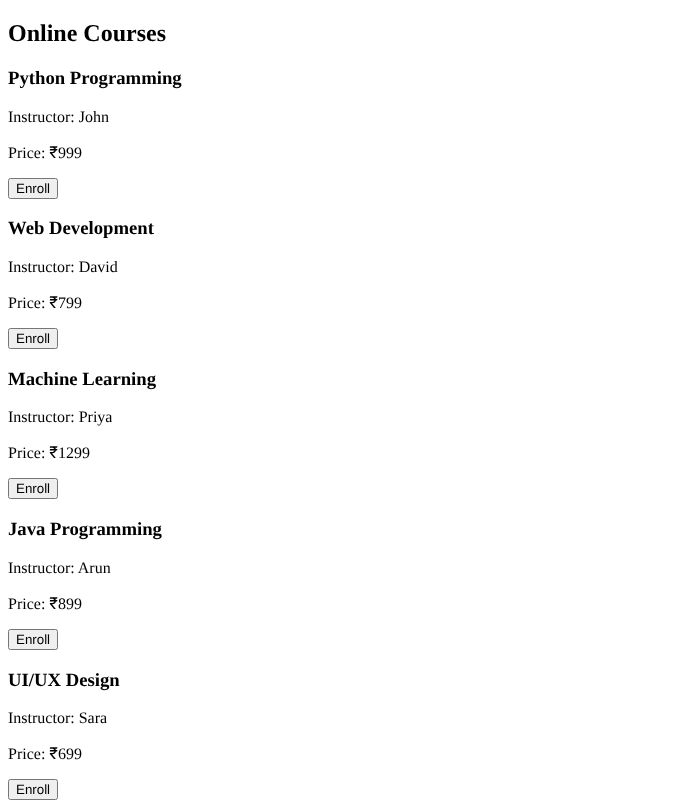 Online Courses
Python Programming
Instructor: John
Price: ₹999
Enroll
Web Development
Instructor: David
Price: ₹799
Enroll
Machine Learning
Instructor: Priya
Price: ₹1299
Enroll
Java Programming
Instructor: Arun
Price: ₹899
Enroll
UI/UX Design
Instructor: Sara
Price: ₹699
Enroll